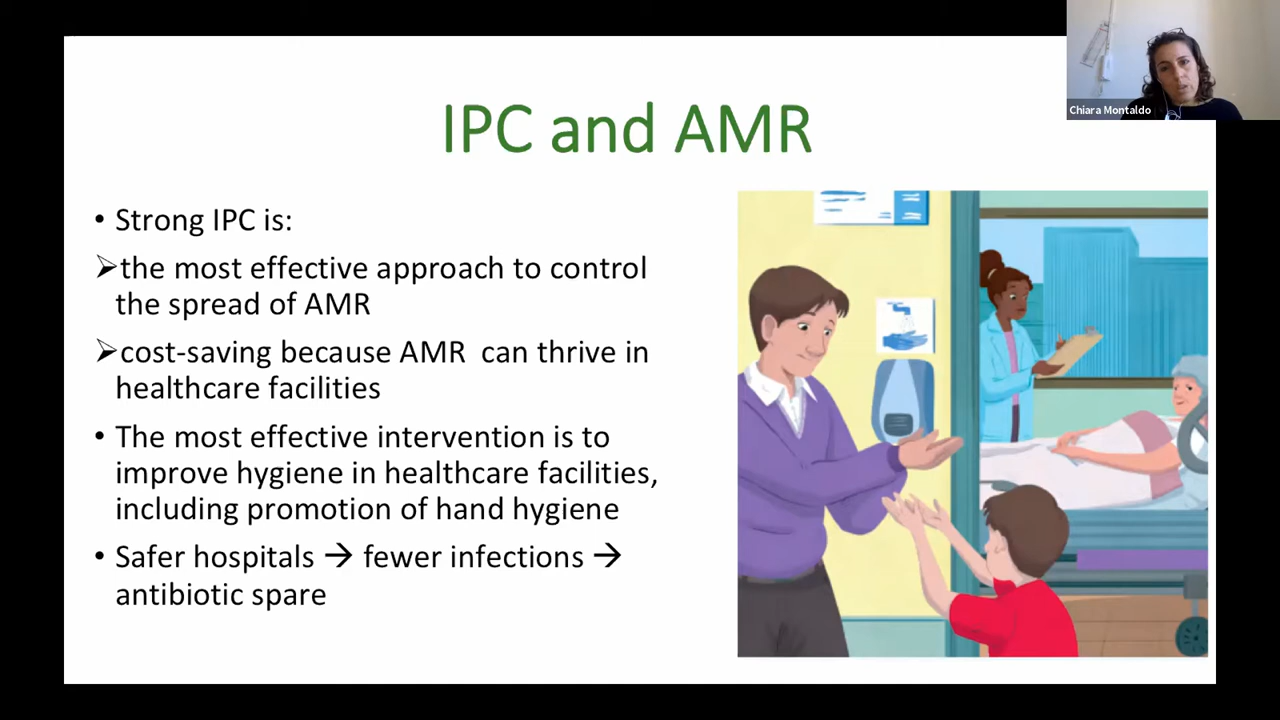 IPC and AMR
Chiara Montaldo
• Strong IPC is:
➢the most effective approach to control
the spread of AMR
➢cost-saving because AMR  can thrive in
healthcare facilities
• The most effective intervention is to
improve hygiene in healthcare facilities,
including promotion of hand hygiene
• Safer hospitals → fewer infections →
antibiotic spare